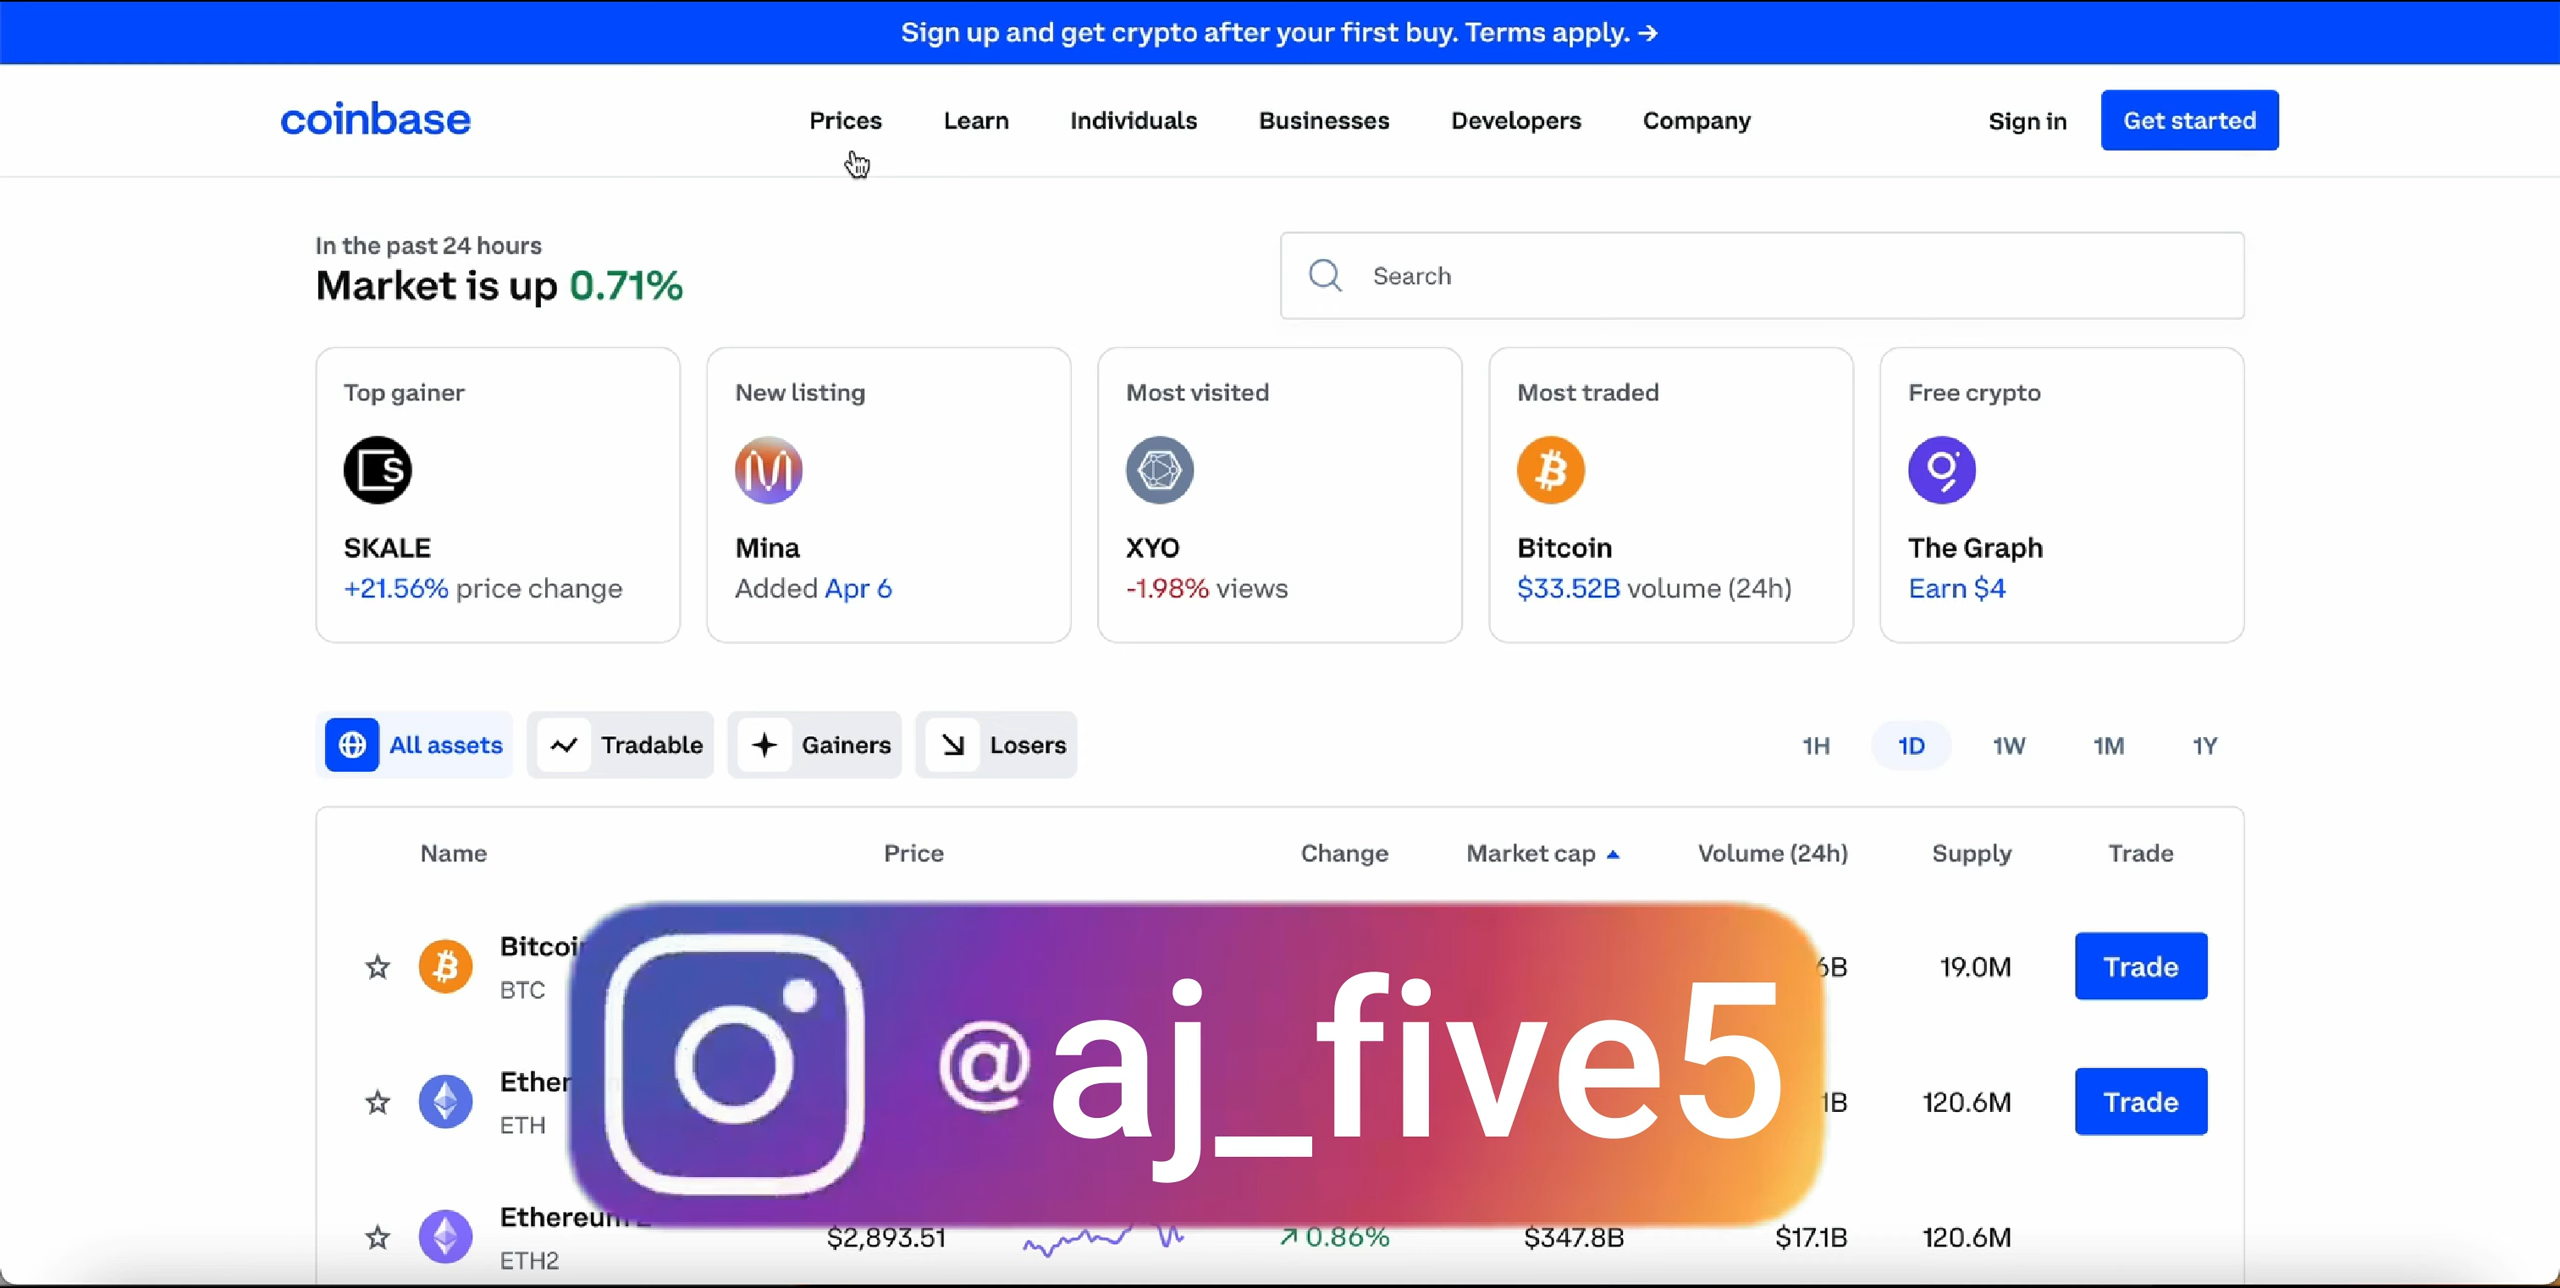 Sign up and get crypto after your first buy. Terms apply. →
coinbase Prices Learn Individuals Businesses Developers Company Sign in Get started
In the past 24 hours
Market is up 0.71%
Search
Top gainer New listing Most visited Most traded Free crypto
SKALE Mina XYO Bitcoin The Graph
+21.56% price change Added Apr 6 -1.98% views $33.52B volume (24h) Earn $4
All assets Tradable Gainers Losers 1H 1D 1W 1M 1Y
Name Price Change Market cap Volume (24h) Supply Trade
19.0M Trade
BTC
@aj_five5
120.6M Trade
ETH
$2,893.51 0.86% $347.8B $17.1B 120.6M
ETH2